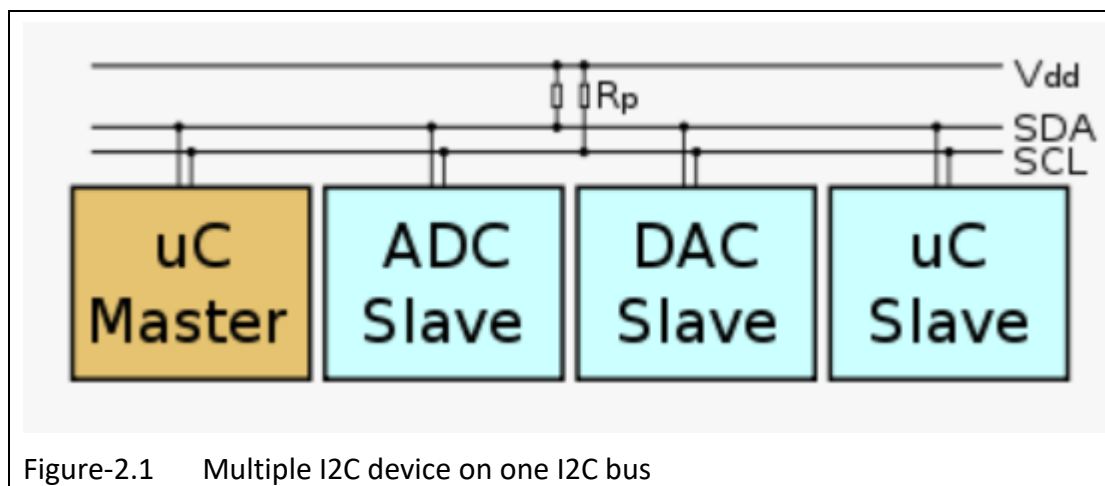 Vdd
Rp
SDA
SCL
uC
Master
ADC
Slave
DAC
Slave
uC
Slave
Figure-2.1 Multiple I2C device on one I2C bus